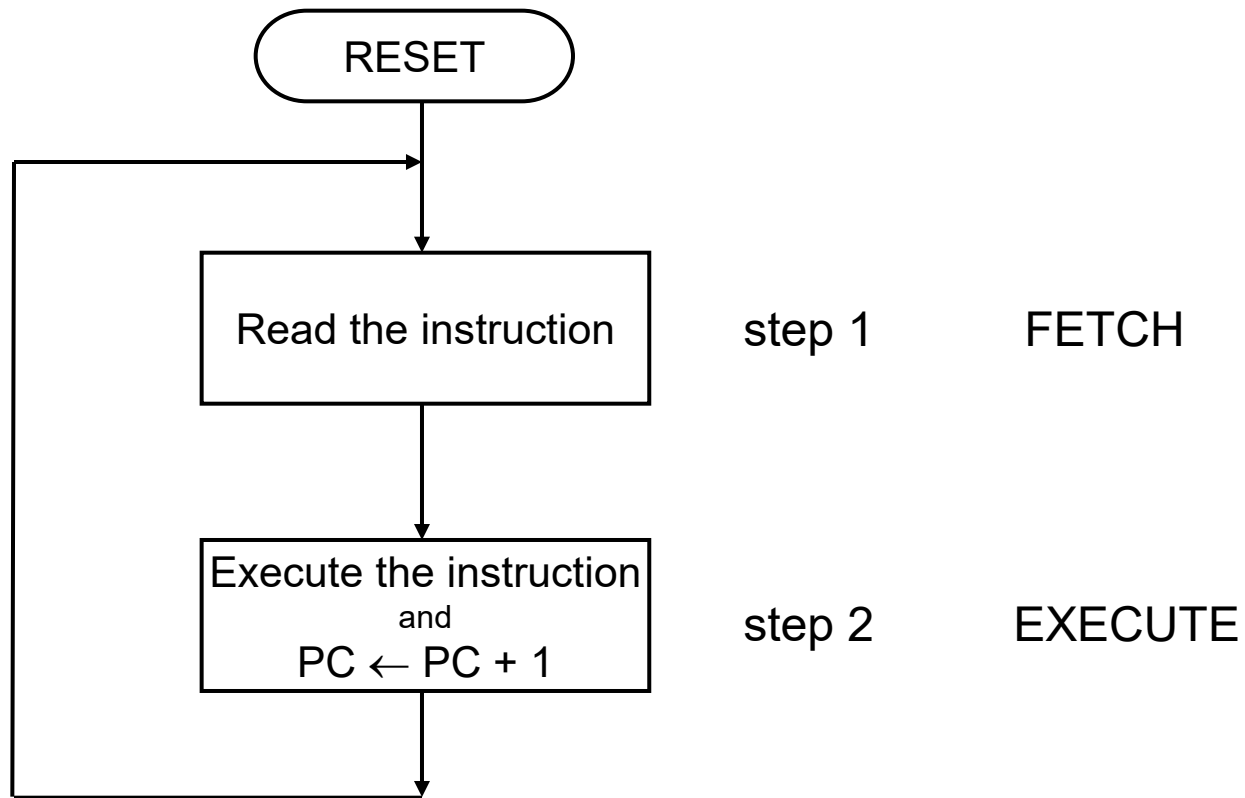 RESET
Read the instruction
step 1
FETCH
Execute the instruction
and
PC ← PC + 1
step 2
EXECUTE